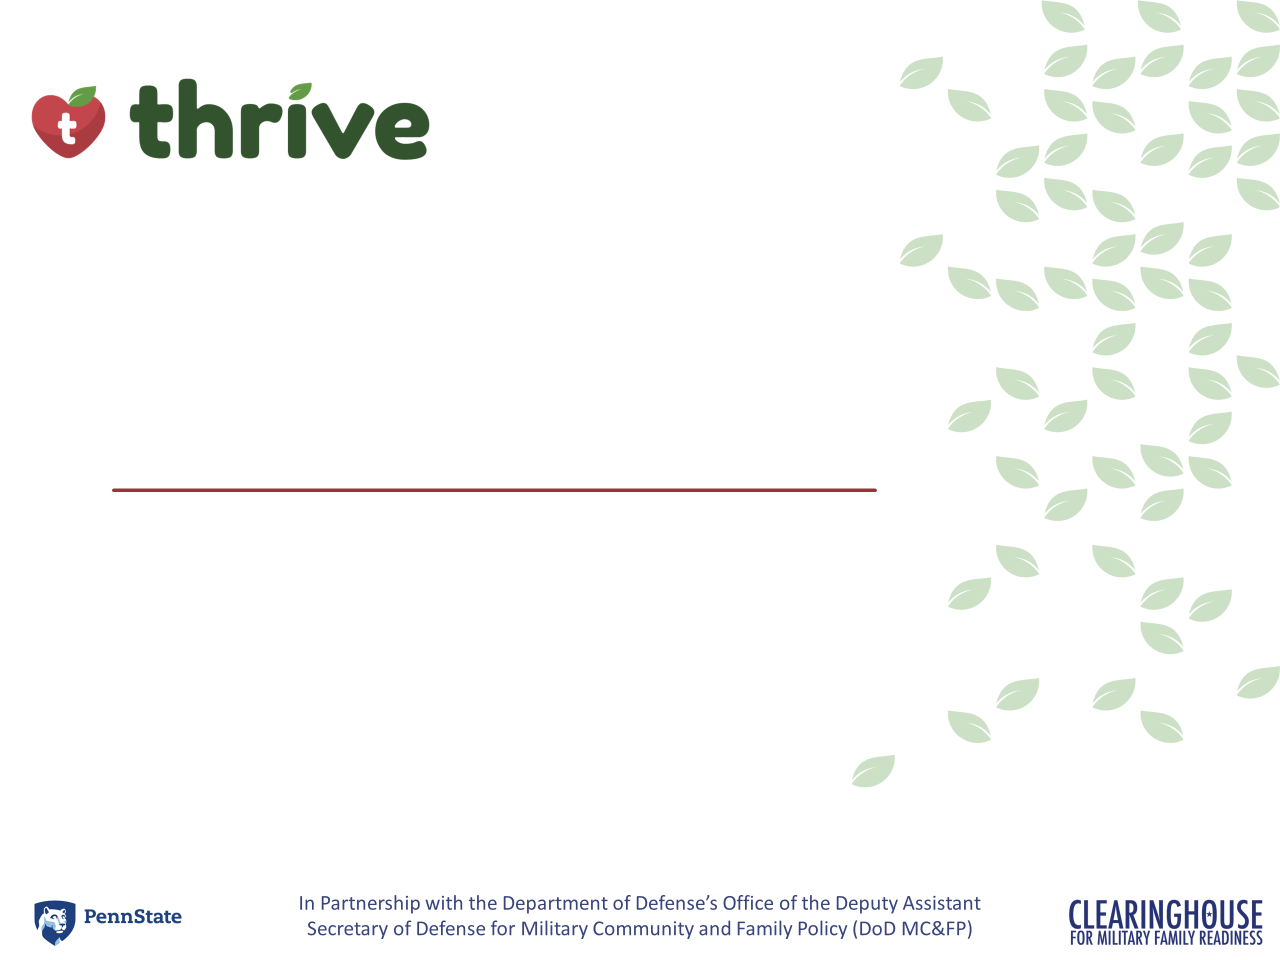 t thrive
PennState
In Partnership with the Department of Defense’s Office of the Deputy Assistant
Secretary of Defense for Military Community and Family Policy (DoD MC&FP)
CLEARINGHOUSE
FOR MILITARY FAMILY READINESS